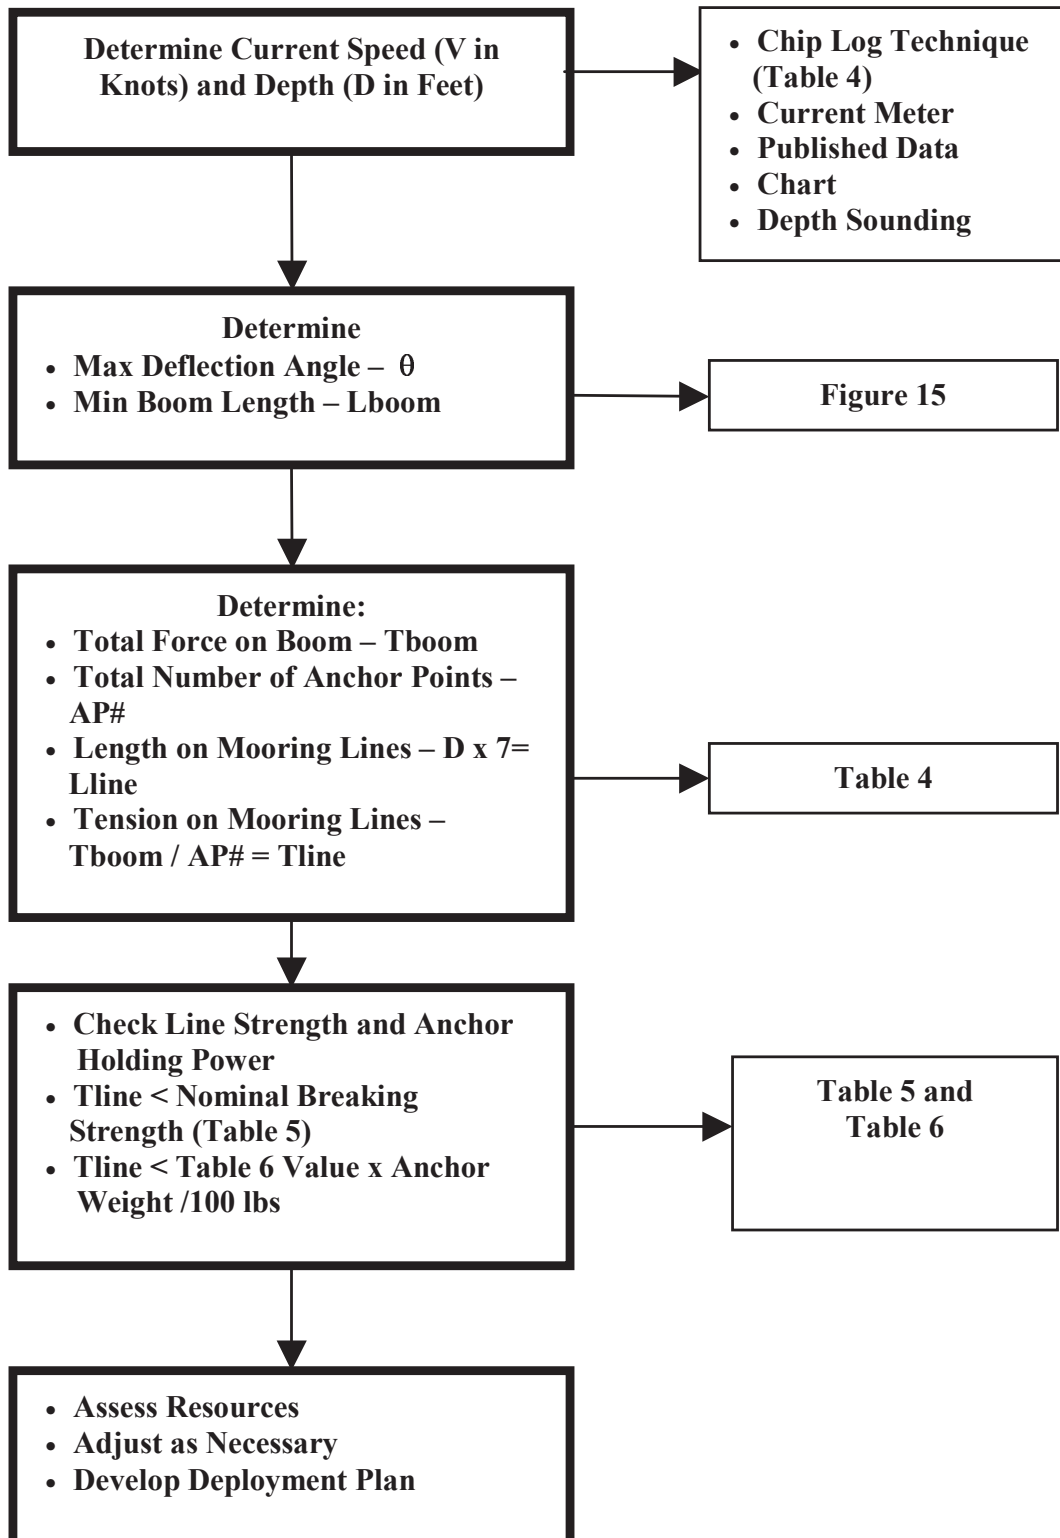 Determine Current Speed (V in
Knots) and Depth (D in Feet)
• Chip Log Technique
(Table 4)
• Current Meter
• Published Data
• Chart
• Depth Sounding
Determine
• Max Deflection Angle – θ
• Min Boom Length – Lboom
Figure 15
Determine:
• Total Force on Boom – Tboom
• Total Number of Anchor Points –
AP#
• Length on Mooring Lines – D x 7=
Lline
• Tension on Mooring Lines –
Tboom / AP# = Tline
Table 4
• Check Line Strength and Anchor
Holding Power
• Tline < Nominal Breaking
Strength (Table 5)
• Tline < Table 6 Value x Anchor
Weight /100 lbs
Table 5 and
Table 6
• Assess Resources
• Adjust as Necessary
• Develop Deployment Plan